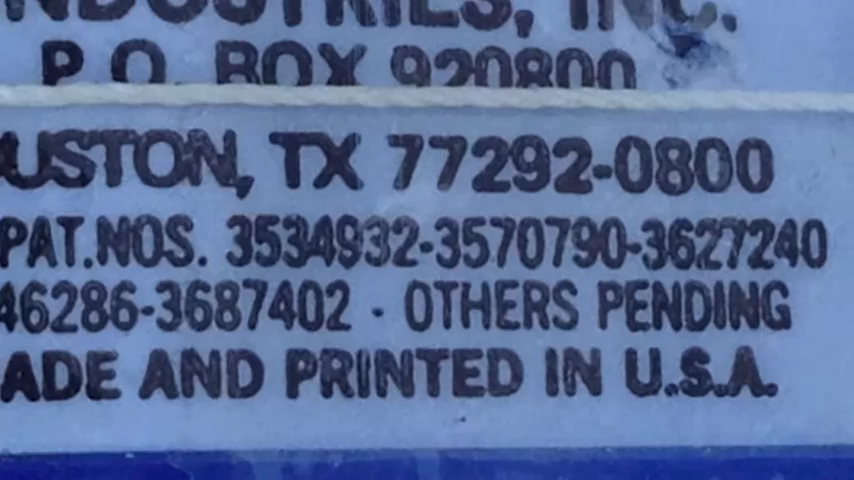 NDUSTRIES, INC.
P.O. BOX 920800
USTON, TX 77292-0800
PAT.NOS. 3534932-3570790-3627240
46286-3687402 · OTHERS PENDING
ADE AND PRINTED IN U.S.A.